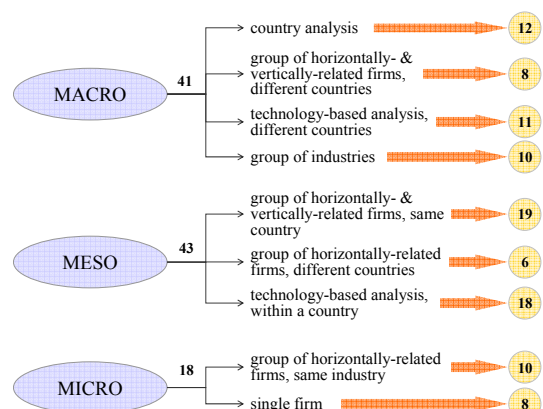 country analysis
12
41
group of horizontally- &
vertically-related firms,
different countries
8
MACRO
technology-based analysis,
different countries
11
group of industries
10
group of horizontally- &
vertically-related firms, same
country
19
43
MESO
group of horizontally-related
firms, different countries
6
technology-based analysis,
within a country
18
18
group of horizontally-related
firms, same industry
10
MICRO
single firm
8